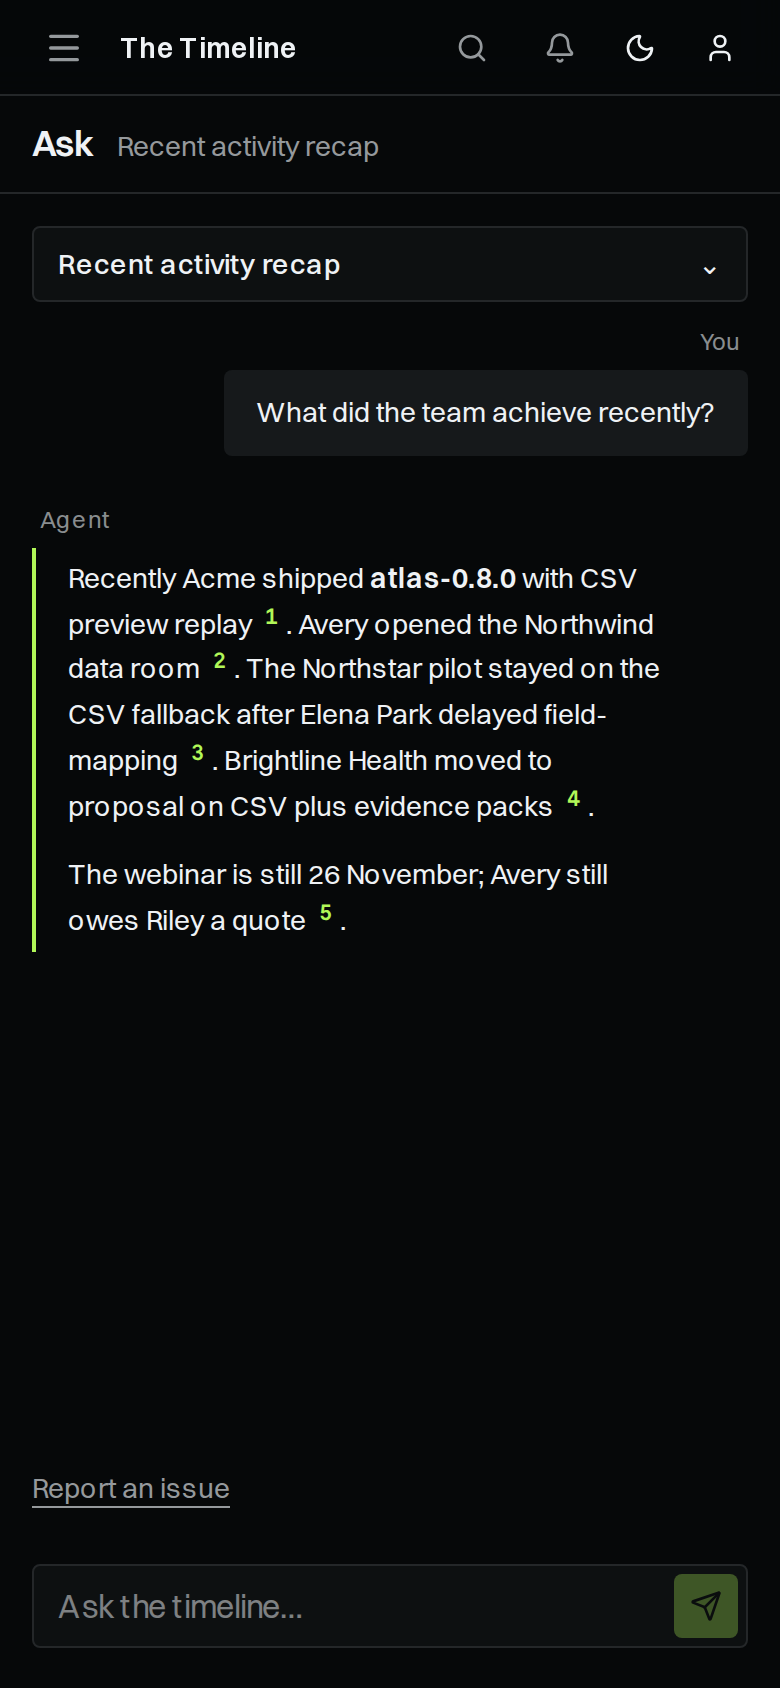 The Timeline
Ask Recent activity recap
Recent activity recap
You
What did the team achieve recently?
Agent
Recently Acme shipped atlas-0.8.0 with CSV
preview replay 1 . Avery opened the Northwind
data room 2 . The Northstar pilot stayed on the
CSV fallback after Elena Park delayed field-
mapping 3 . Brightline Health moved to
proposal on CSV plus evidence packs 4 .
The webinar is still 26 November; Avery still
owes Riley a quote 5 .
Report an issue
Ask the timeline...